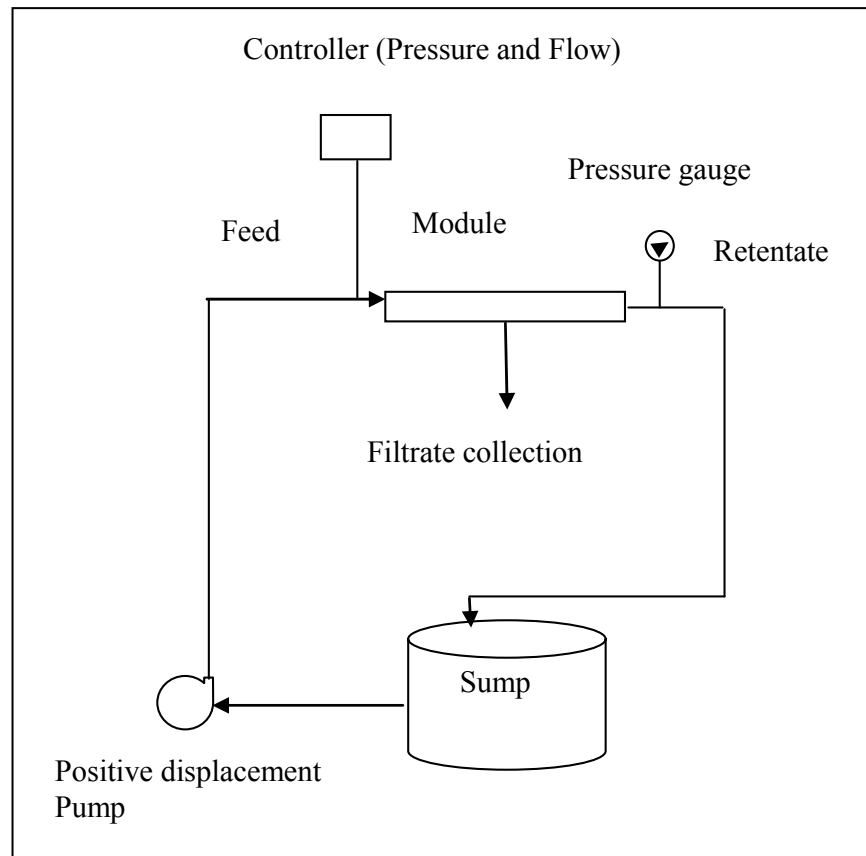 Controller (Pressure and Flow)
Pressure gauge
Feed
Module
Retentate
Filtrate collection
Sump
Positive displacement
Pump